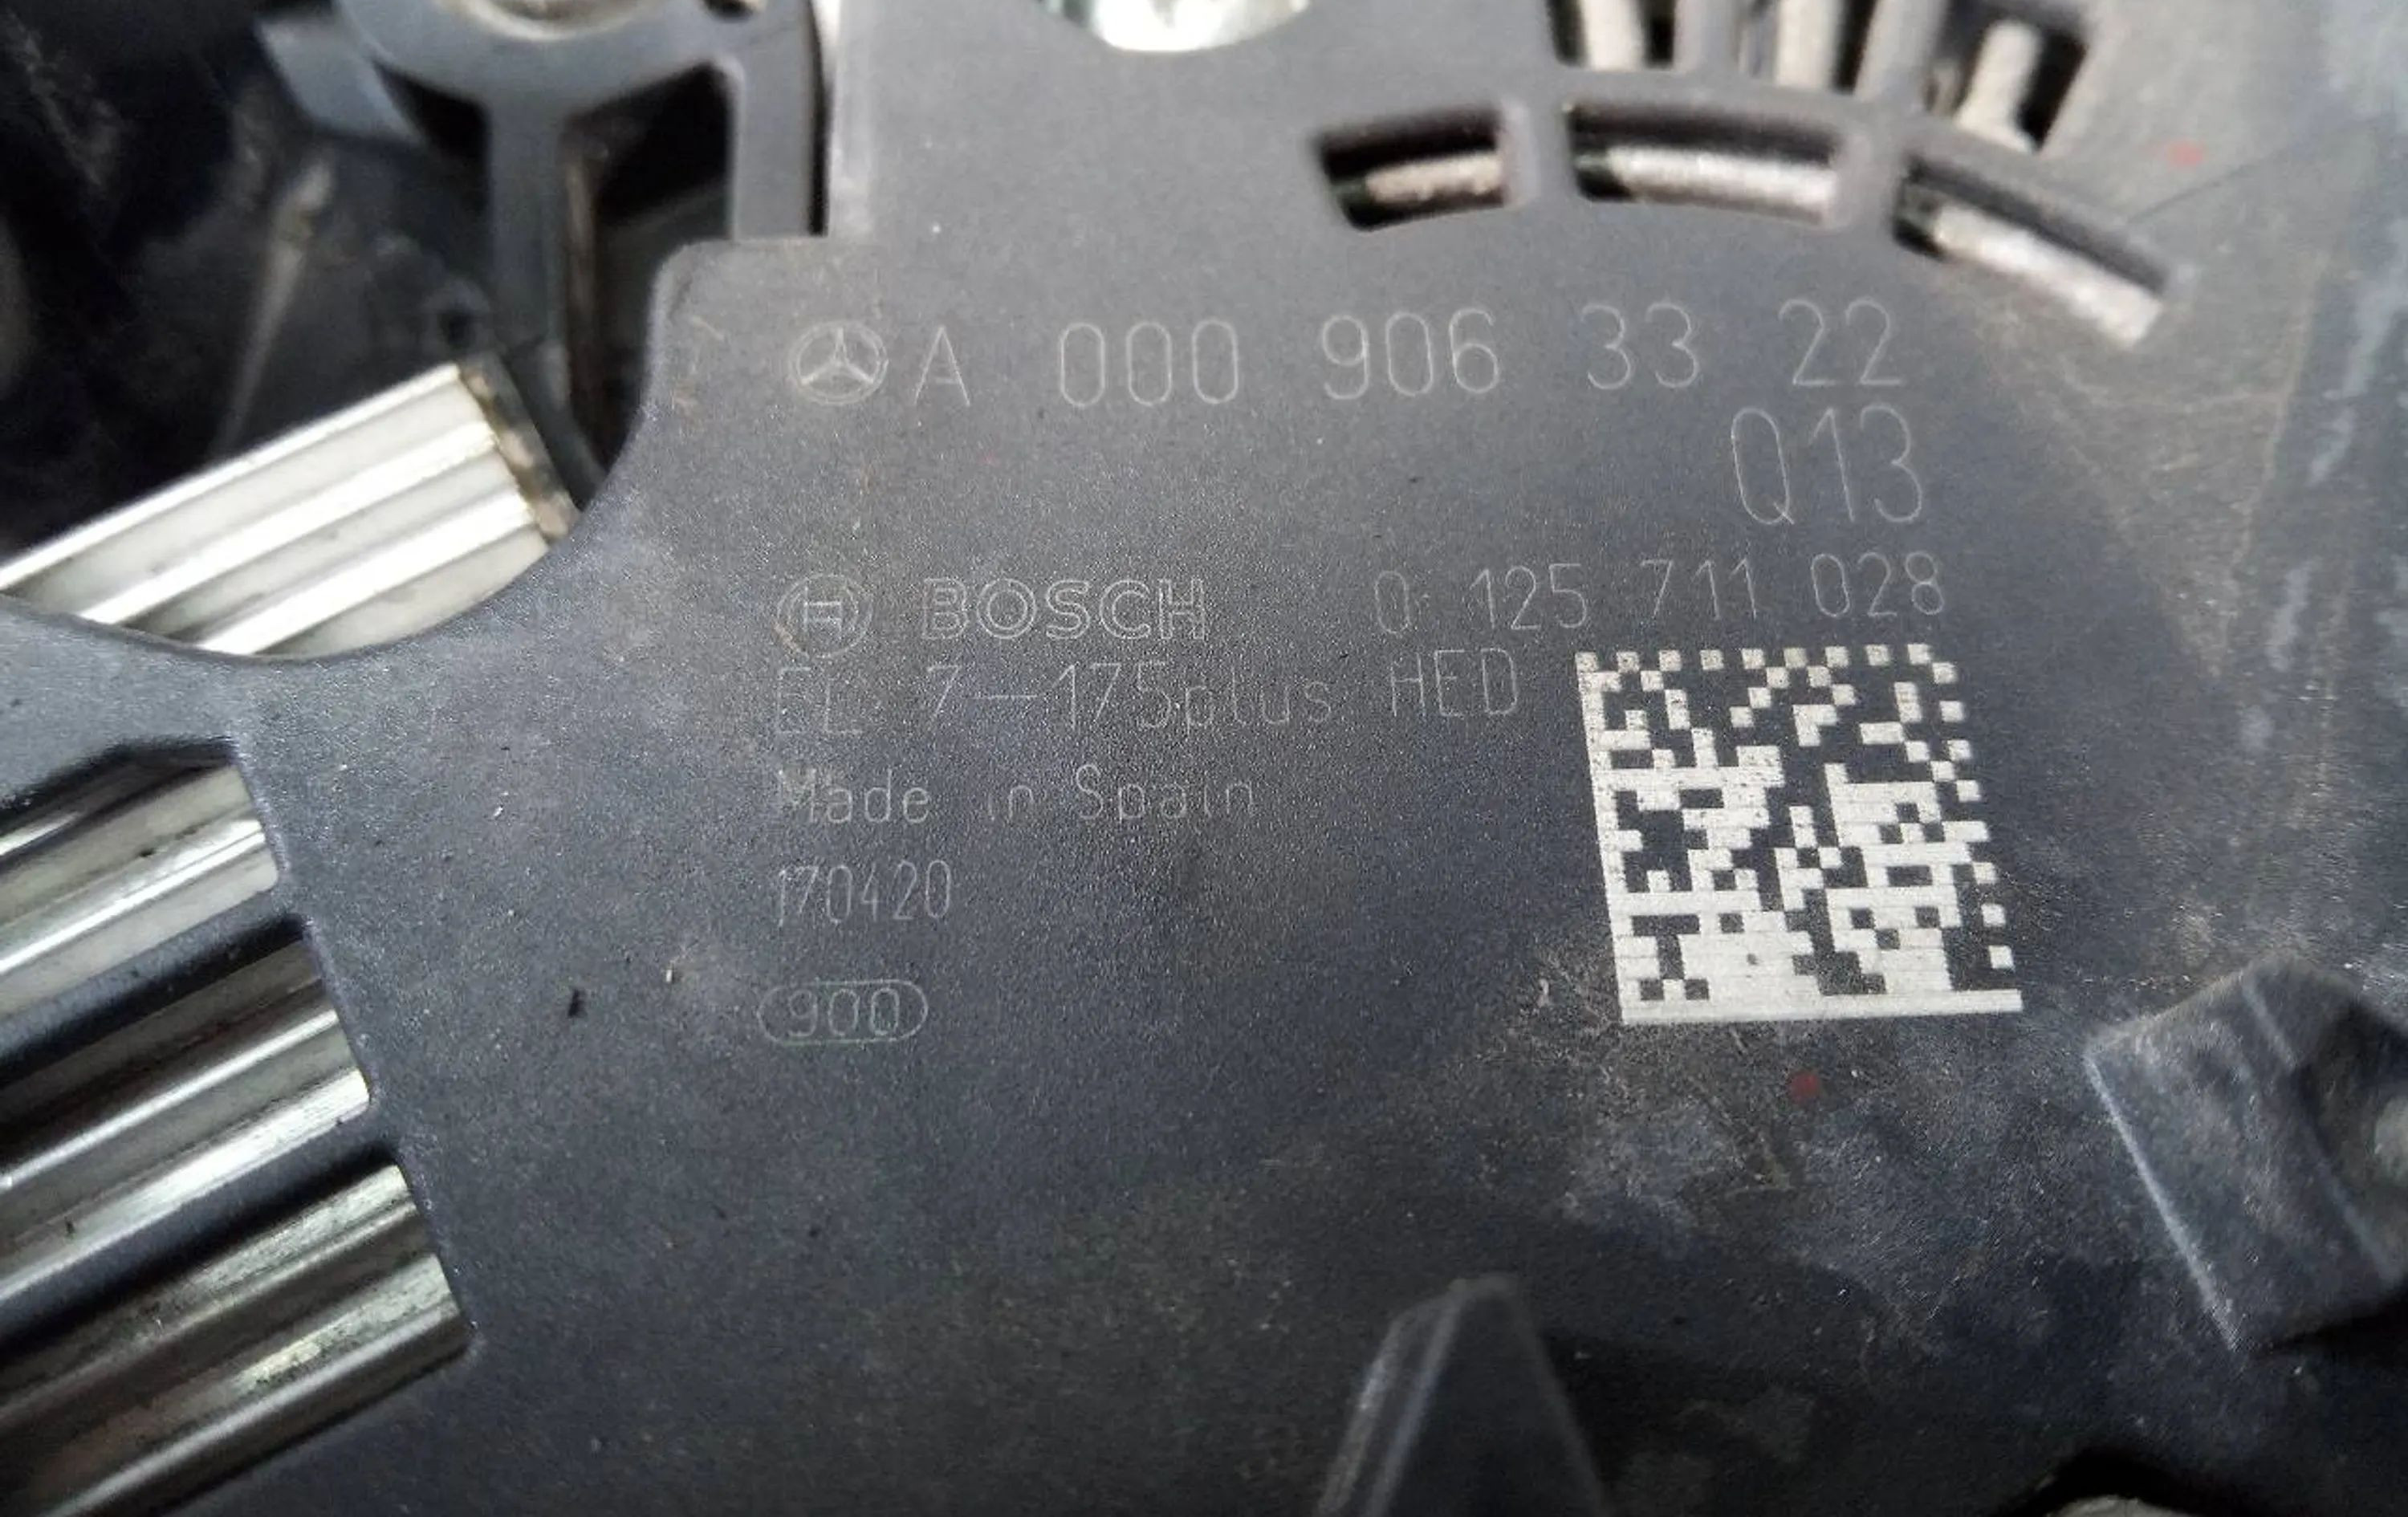 A 000 906 33 22
Q13
BOSCH 0 125 711 028
EL 7-175plus HED
Made in Spain
170420
900